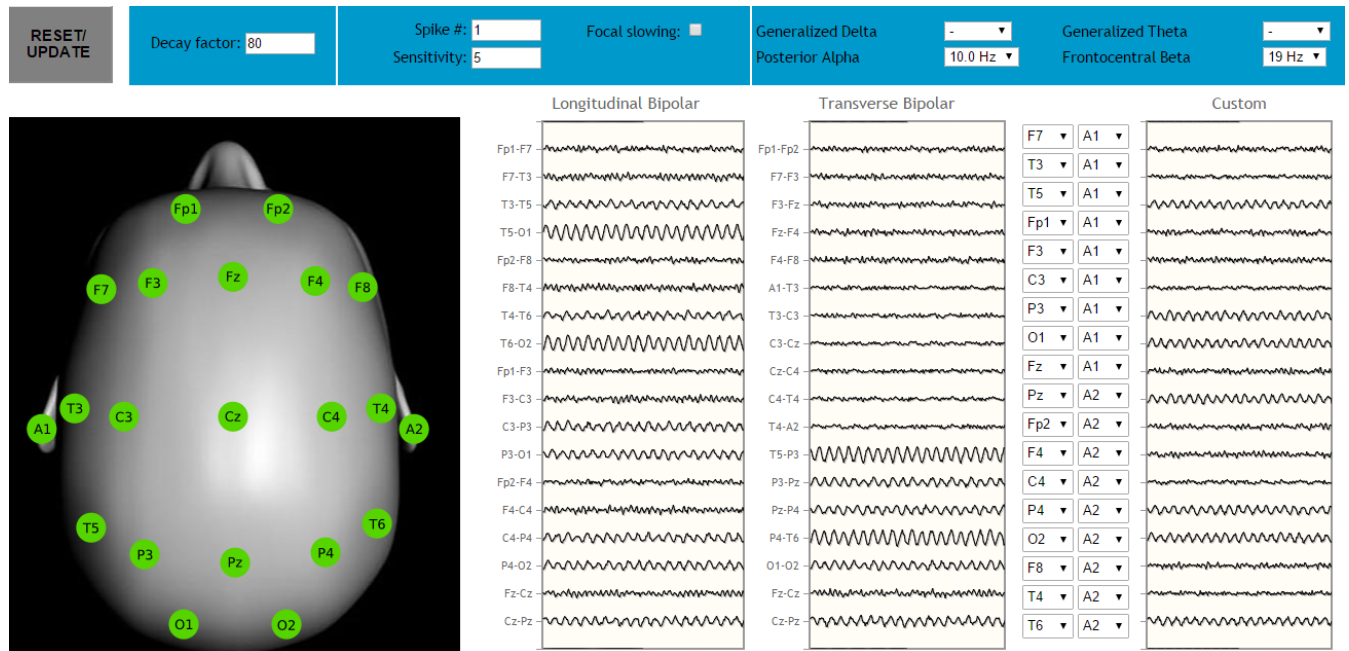 RESET/
UPDATE
Decay factor: 80
Spike #: 1
Sensitivity: 5
Focal slowing:
Generalized Delta -
Posterior Alpha 10.0 Hz
Generalized Theta -
Frontocentral Beta 19 Hz
Longitudinal Bipolar
Transverse Bipolar
Custom
Fp1
Fp2
F7
F3
Fz
F4
F8
A1
T3
C3
Cz
C4
T4
A2
T5
P3
Pz
P4
T6
O1
O2
Fp1-F7
F7-T3
T3-T5
T5-O1
Fp2-F8
F8-T4
T4-T6
T6-O2
Fp1-F3
F3-C3
C3-P3
P3-O1
Fp2-F4
F4-C4
C4-P4
P4-O2
Fz-Cz
Cz-Pz
Fp1-Fp2
F7-F3
F3-Fz
Fz-F4
F4-F8
A1-T3
T3-C3
C3-Cz
Cz-C4
C4-T4
T4-A2
T5-P3
P3-Pz
Pz-P4
P4-T6
O1-O2
Fz-Cz
Cz-Pz
F7 A1
T3 A1
T5 A1
Fp1 A1
F3 A1
C3 A1
P3 A1
O1 A1
Fz A1
Pz A2
Fp2 A2
F4 A2
C4 A2
P4 A2
O2 A2
F8 A2
T4 A2
T6 A2